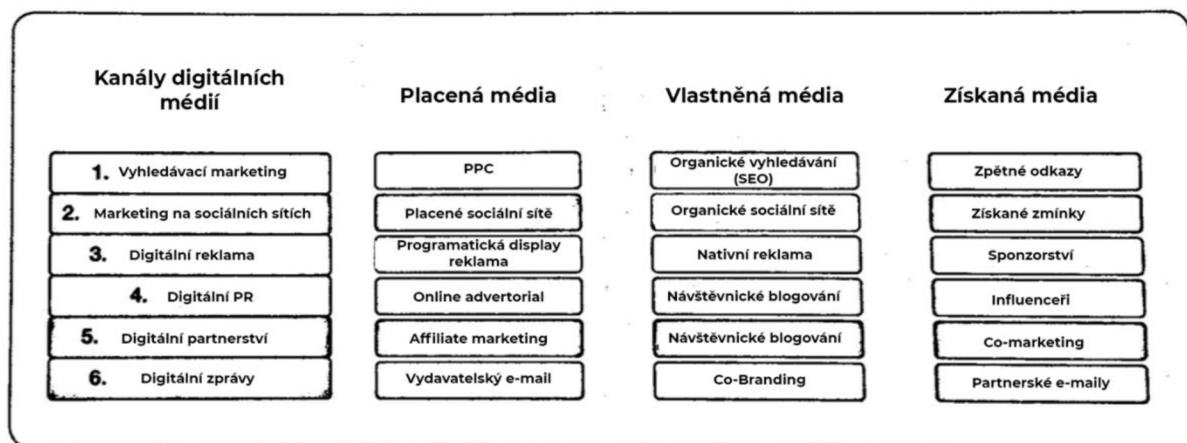 Kanály digitálních
médií
Placená média
Vlastněná média
Získaná média
1. Vyhledávací marketing
PPC
Organické vyhledávání
(SEO)
Zpětné odkazy
2. Marketing na sociálních sítích
Placené sociální sítě
Organické sociální sítě
Získané zmínky
3. Digitální reklama
Programatická display
reklama
Nativní reklama
Sponzorství
4. Digitální PR
Online advertorial
Návštěvnické blogování
Influenceři
5. Digitální partnerství
Affiliate marketing
Návštěvnické blogování
Co-marketing
6. Digitální zprávy
Vydavatelský e-mail
Co-Branding
Partnerské e-maily